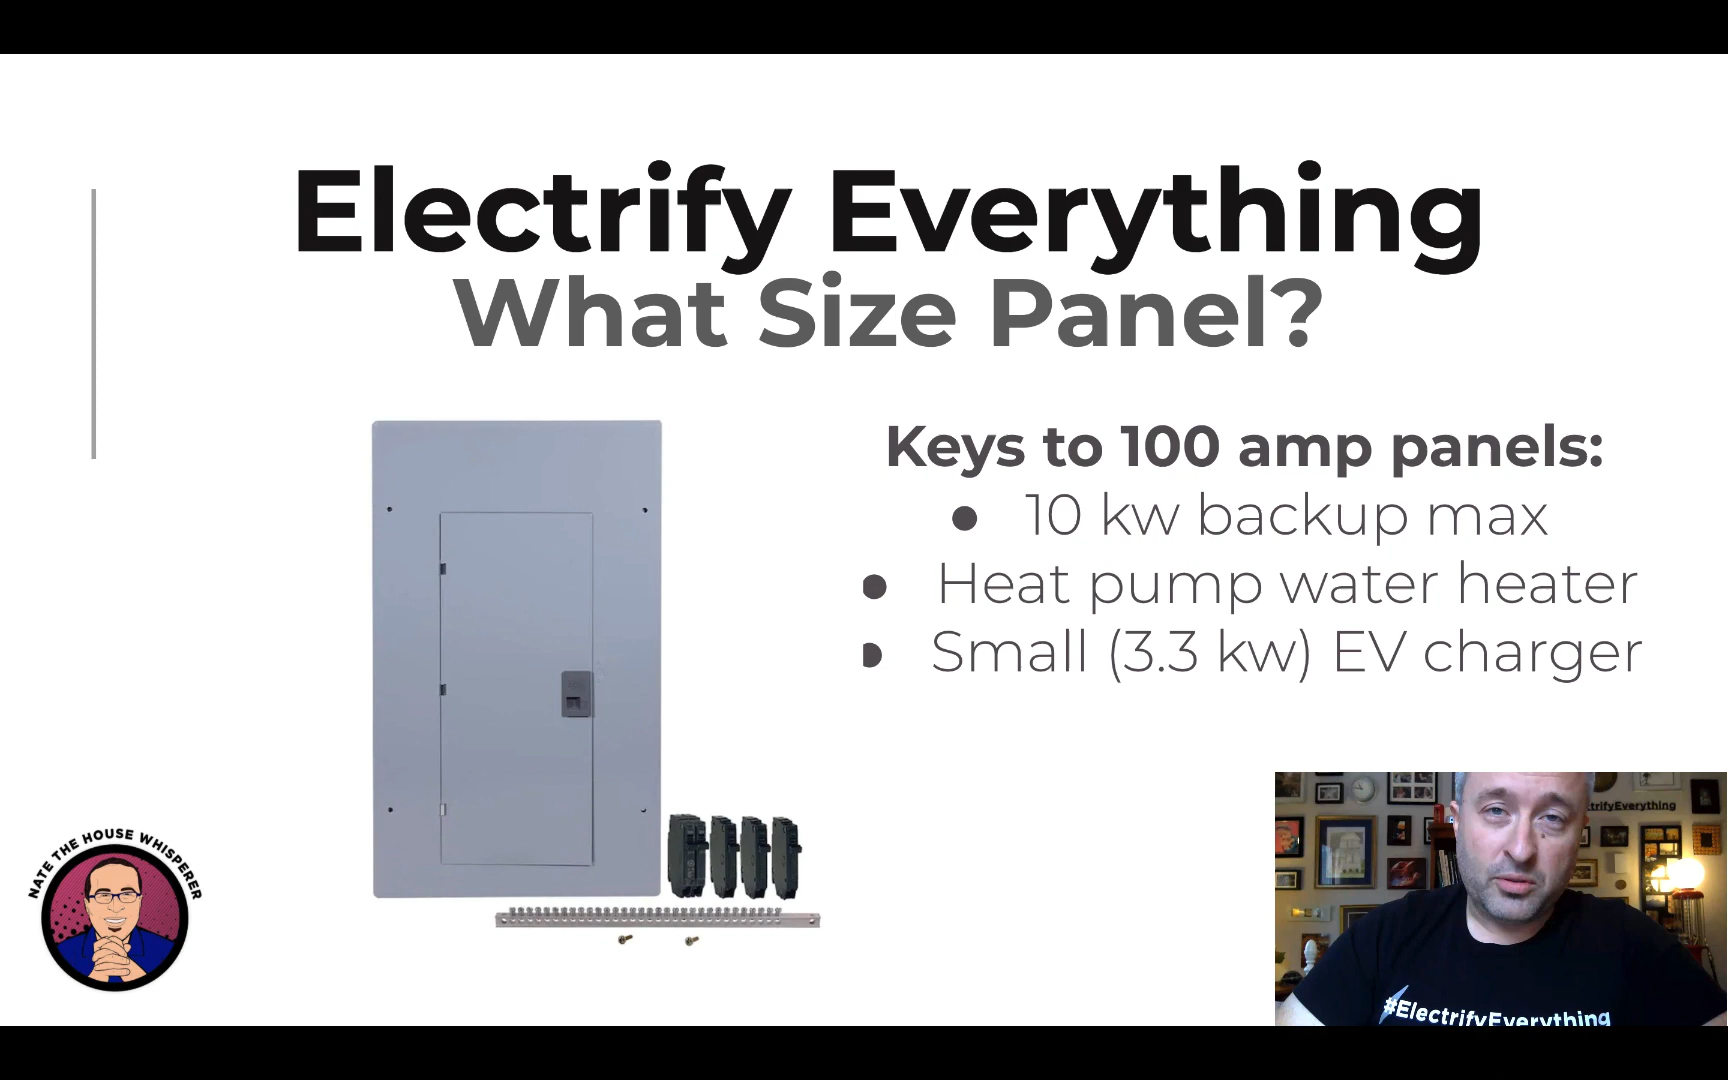 Electrify Everything
What Size Panel?
Keys to 100 amp panels:
● 10 kw backup max
● Heat pump water heater
● Small (3.3 kw) EV charger
NATE THE HOUSE WHISPERER
trifyEverything
#ElectrifyEverything